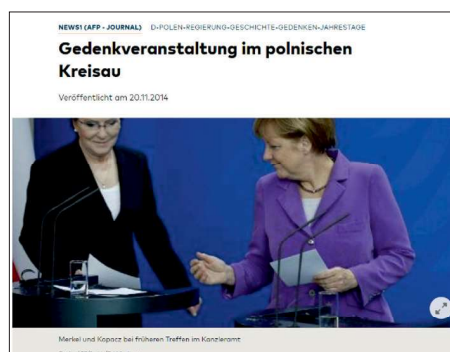 NEWS1 (AFP - JOURNAL) D-POLEN-REGIERUNG-GESCHICHTE-GEDENKEN-JAHRESTAGE
Gedenkveranstaltung im polnischen
Kreisau
Veröffentlicht am 20.11.2014
Merkel und Kopacz bei früheren Treffen im Kanzleramt